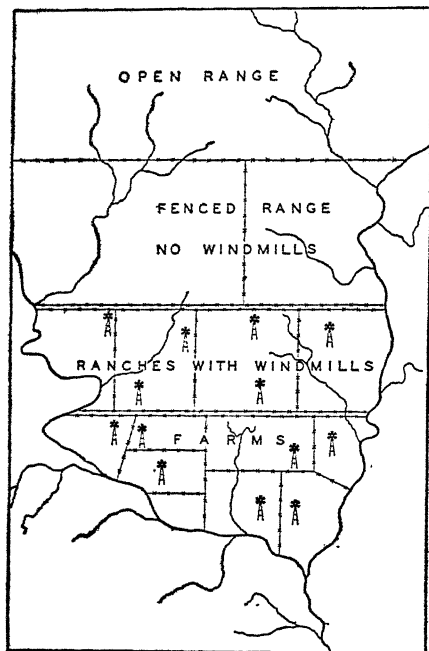 OPEN RANGE
FENCED RANGE
NO WINDMILLS
RANCHES WITH WINDMILLS
FARMS